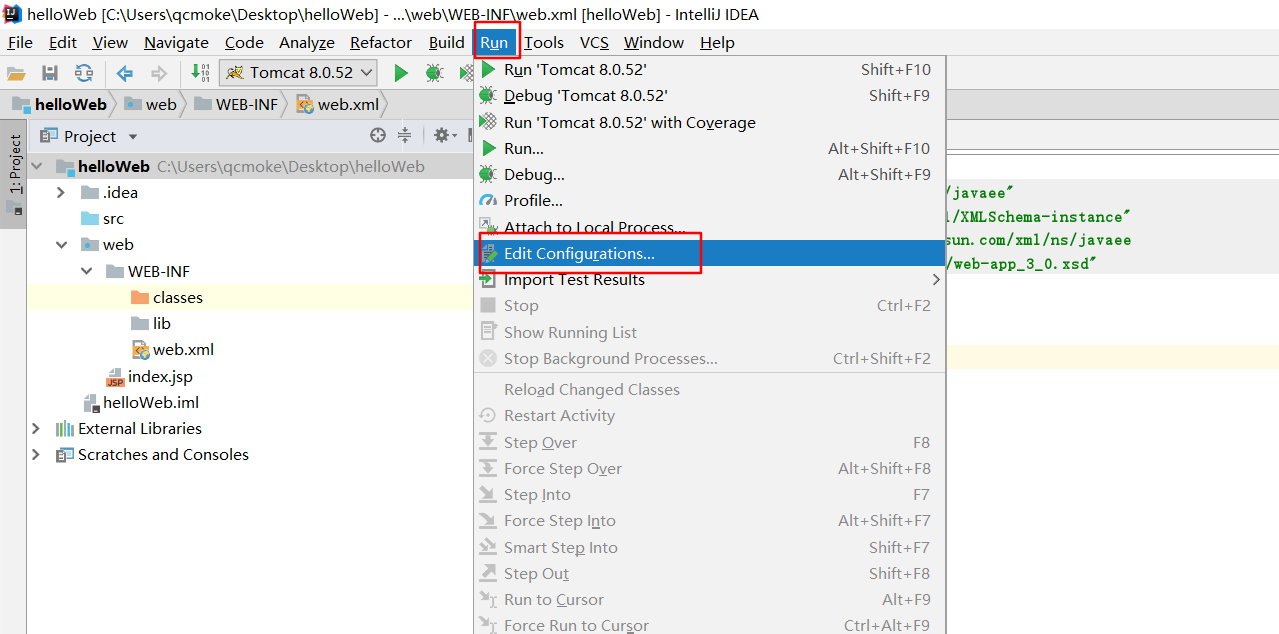 helloWeb [C:\Users\qcmoke\Desktop\helloWeb] - ...\web\WEB-INF\web.xml [helloWeb] - IntelliJ IDEA
File Edit View Navigate Code Analyze Refactor Build Run Tools VCS Window Help
Tomcat 8.0.52
helloWeb web WEB-INF web.xml
1: Project
Project
helloWeb C:\Users\qcmoke\Desktop\helloWeb
.idea
src
web
WEB-INF
classes
lib
web.xml
JSP index.jsp
helloWeb.iml
External Libraries
Scratches and Consoles
Run 'Tomcat 8.0.52' Shift+F10
Debug 'Tomcat 8.0.52' Shift+F9
Run 'Tomcat 8.0.52' with Coverage
Run... Alt+Shift+F10
Debug... Alt+Shift+F9
Profile...
Attach to Local Process...
Edit Configurations...
Import Test Results
Stop Ctrl+F2
Show Running List
Stop Background Processes... Ctrl+Shift+F2
Reload Changed Classes
Restart Activity
Step Over F8
Force Step Over Alt+Shift+F8
Step Into F7
Force Step Into Alt+Shift+F7
Smart Step Into Shift+F7
Step Out Shift+F8
Run to Cursor Alt+F9
Force Run to Cursor Ctrl+Alt+F9
/javaee"
/XMLSchema-instance"
sun.com/xml/ns/javaee
/web-app_3_0.xsd"